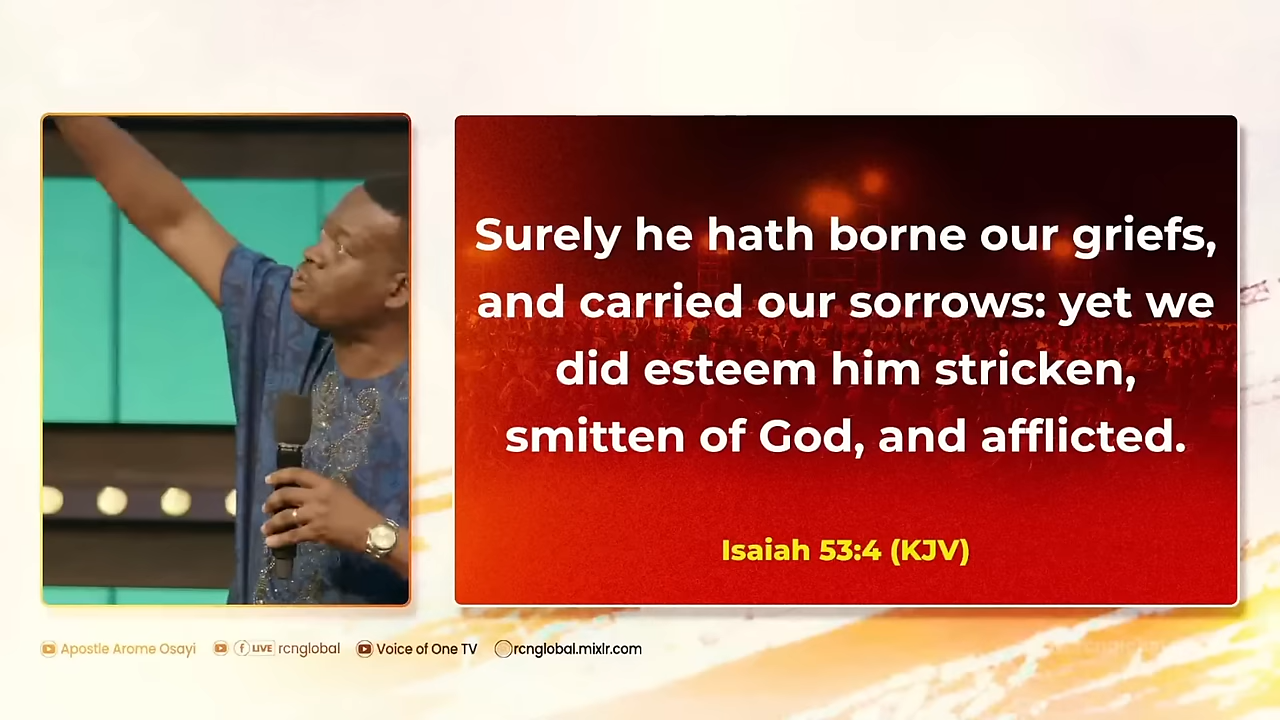 Surely he hath borne our griefs,
and carried our sorrows: yet we
did esteem him stricken,
smitten of God, and afflicted.
Isaiah 53:4 (KJV)
Apostle Arome Osayi LIVE rcnglobal Voice of One TV rcnglobal.mixlr.com